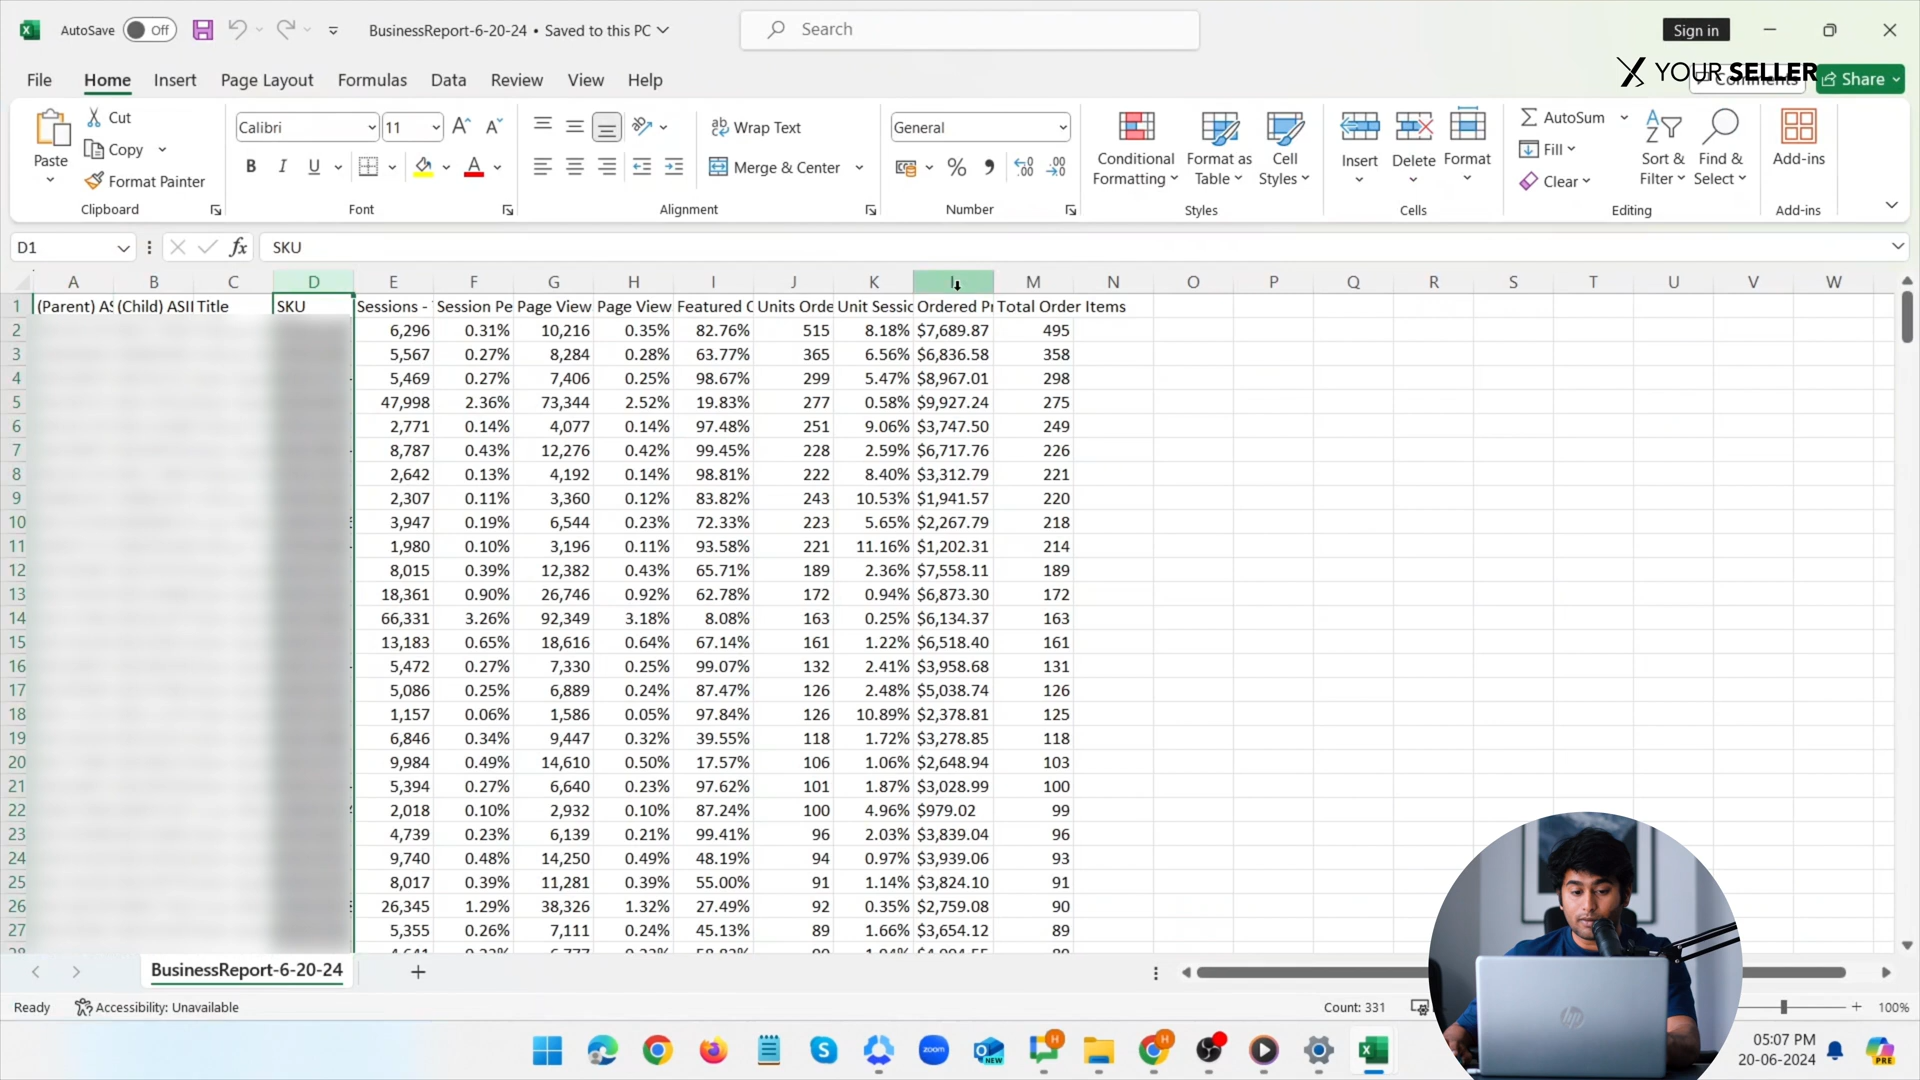 AutoSave Off BusinessReport-6-20-24 • Saved to this PC Search Sign in
YOUR SELLER
File Home Insert Page Layout Formulas Data Review View Help Comments Share
Paste Cut Copy Format Painter Clipboard
Calibri 11 B I U A Font
Wrap Text Merge & Center Alignment
General % Number
Conditional Formatting Format as Table Cell Styles Styles
Insert Delete Format Cells
AutoSum Fill Clear Sort & Filter Find & Select Editing
Add-ins Add-ins
D1 fx SKU
A B C D E F G H I J K L M N O P Q R S T U V W
1 (Parent) AS (Child) ASII Title SKU Sessions - Session Pe Page View Page View Featured O Units Orde Unit Sessio Ordered Pr Total Order Items
2 6,296 0.31% 10,216 0.35% 82.76% 515 8.18% $7,689.87 495
3 5,567 0.27% 8,284 0.28% 63.77% 365 6.56% $6,836.58 358
4 5,469 0.27% 7,406 0.25% 98.67% 299 5.47% $8,967.01 298
5 47,998 2.36% 73,344 2.52% 19.83% 277 0.58% $9,927.24 275
6 2,771 0.14% 4,077 0.14% 97.48% 251 9.06% $3,747.50 249
7 8,787 0.43% 12,276 0.42% 99.45% 228 2.59% $6,717.76 226
8 2,642 0.13% 4,192 0.14% 98.81% 222 8.40% $3,312.79 221
9 2,307 0.11% 3,360 0.12% 83.82% 243 10.53% $1,941.57 220
10 3,947 0.19% 6,544 0.23% 72.33% 223 5.65% $2,267.79 218
11 1,980 0.10% 3,196 0.11% 93.58% 221 11.16% $1,202.31 214
12 8,015 0.39% 12,382 0.43% 65.71% 189 2.36% $7,558.11 189
13 18,361 0.90% 26,746 0.92% 62.78% 172 0.94% $6,873.30 172
14 66,331 3.26% 92,349 3.18% 8.08% 163 0.25% $6,134.37 163
15 13,183 0.65% 18,616 0.64% 67.14% 161 1.22% $6,518.40 161
16 5,472 0.27% 7,330 0.25% 99.07% 132 2.41% $3,958.68 131
17 5,086 0.25% 6,889 0.24% 87.47% 126 2.48% $5,038.74 126
18 1,157 0.06% 1,586 0.05% 97.84% 126 10.89% $2,378.81 125
19 6,846 0.34% 9,447 0.32% 39.55% 118 1.72% $3,278.85 118
20 9,984 0.49% 14,610 0.50% 17.57% 106 1.06% $2,648.94 103
21 5,394 0.27% 6,640 0.23% 97.62% 101 1.87% $3,028.99 100
22 2,018 0.10% 2,932 0.10% 87.24% 100 4.96% $979.02 99
23 4,739 0.23% 6,139 0.21% 99.41% 96 2.03% $3,839.04 96
24 9,740 0.48% 14,250 0.49% 48.19% 94 0.97% $3,939.06 93
25 8,017 0.39% 11,281 0.39% 55.00% 91 1.14% $3,824.10 91
26 26,345 1.29% 38,326 1.32% 27.49% 92 0.35% $2,759.08 90
27 5,355 0.26% 7,111 0.24% 45.13% 89 1.66% $3,654.12 89
BusinessReport-6-20-24
Ready Accessibility: Unavailable Count: 331 100%
zoom NEW H H hp 05:07 PM PRE
20-06-2024